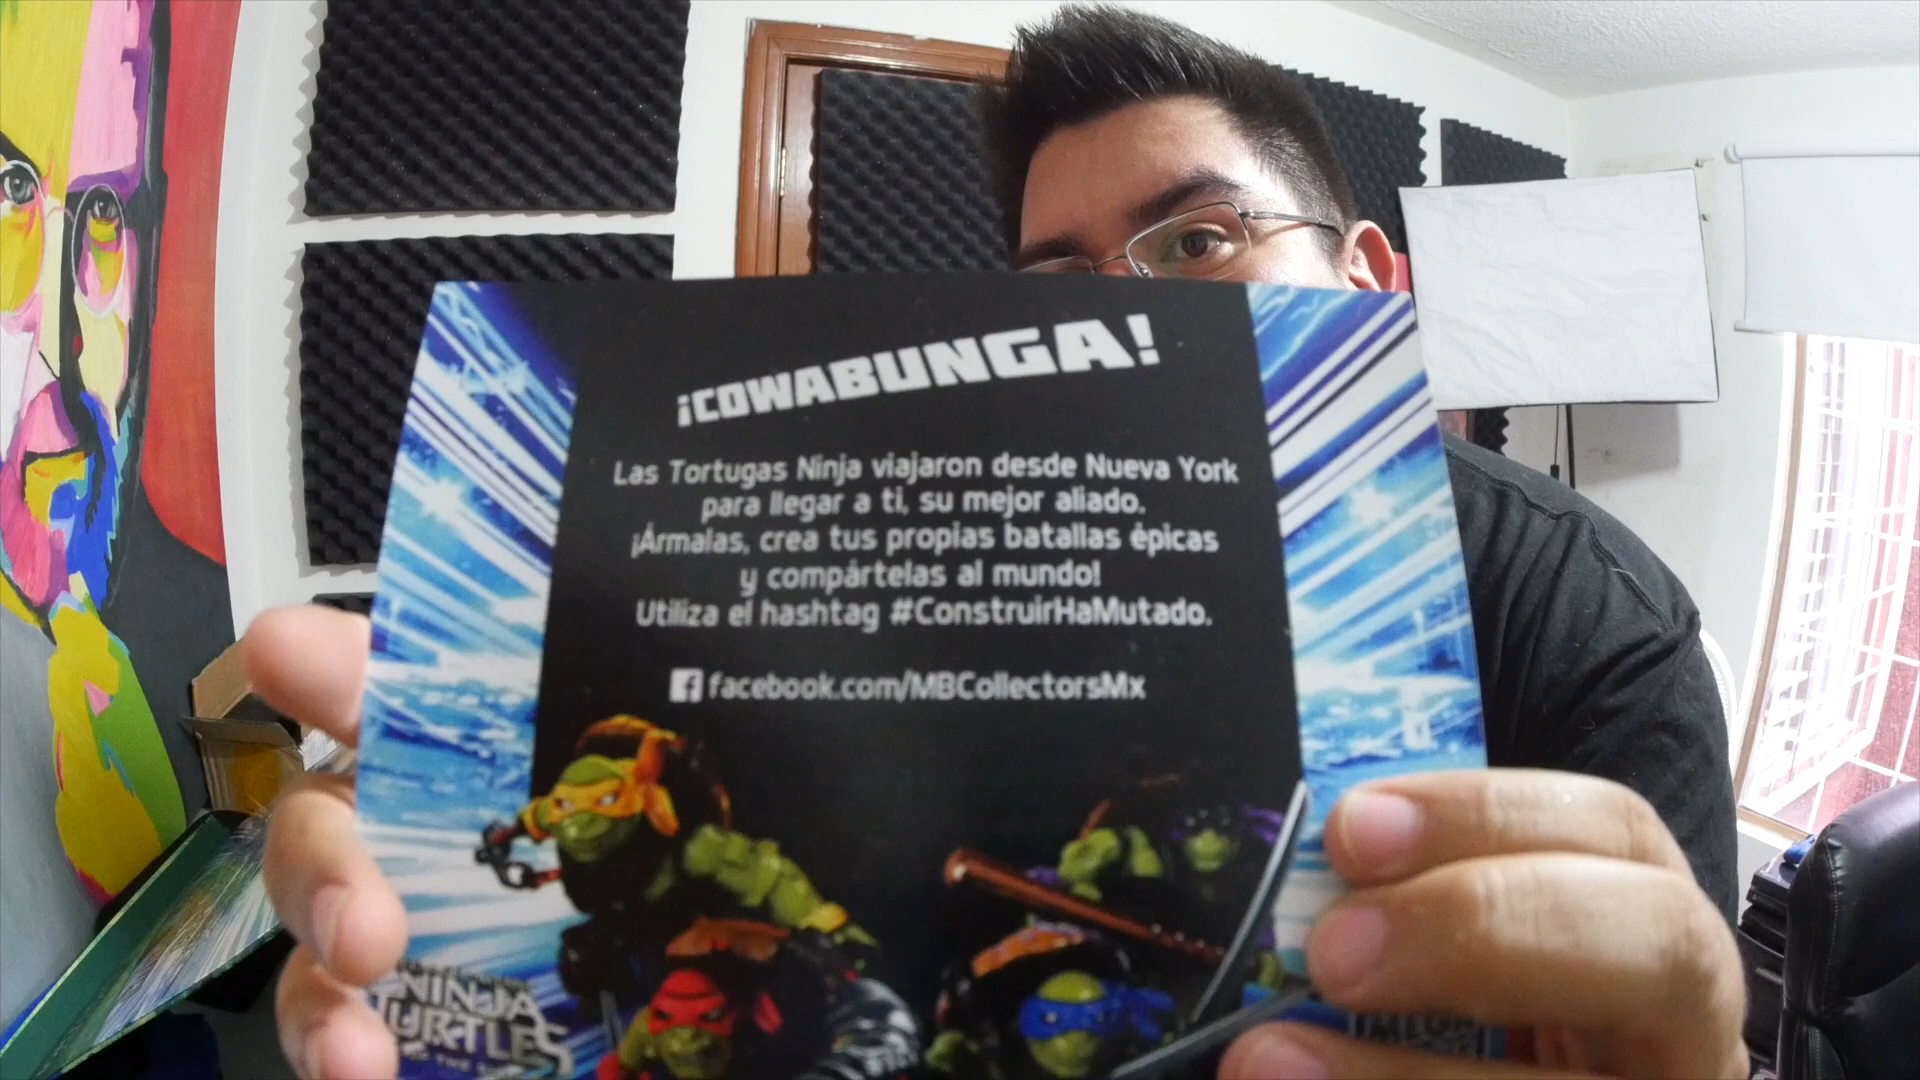 ¡COWABUNGA!
Las Tortugas Ninja viajaron desde Nueva York
para llegar a ti, su mejor aliado.
¡Ármalas, crea tus propias batallas épicas
y compártelas al mundo!
Utiliza el hashtag #ConstruirHaMutado.
facebook.com/MBCollectorsMx
NINJA
TURTLES